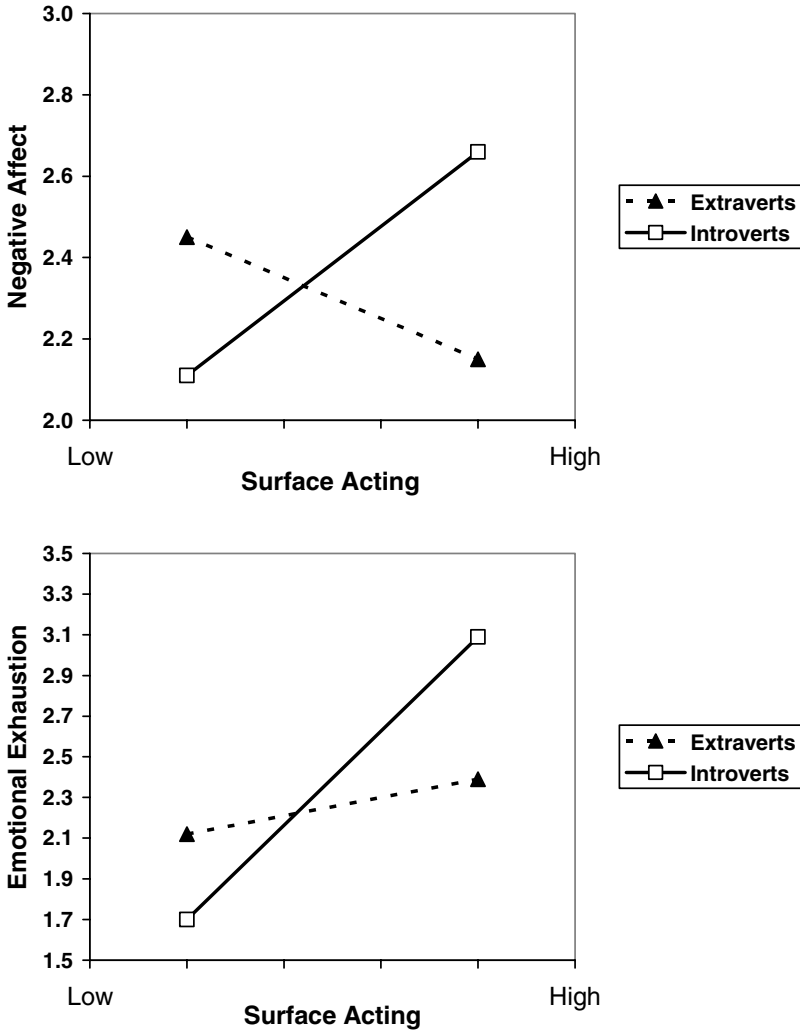 3.0
2.8
2.6
2.4
2.2
2.0
Negative Affect
Low
High
Surface Acting
Extraverts
Introverts
3.5
3.3
3.1
2.9
2.7
2.5
2.3
2.1
1.9
1.7
1.5
Emotional Exhaustion
Low
High
Surface Acting
Extraverts
Introverts